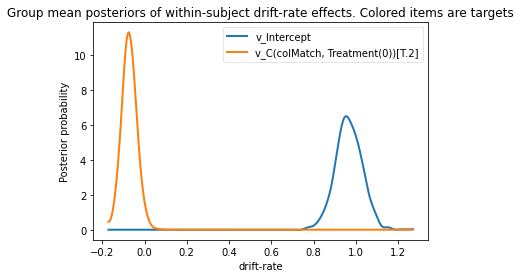 Group mean posteriors of within-subject drift-rate effects. Colored items are targets
v_Intercept
v_C(colMatch, Treatment(0))[T.2]
Posterior probability
10
8
6
4
2
0
−0.2 0.0 0.2 0.4 0.6 0.8 1.0 1.2
drift-rate